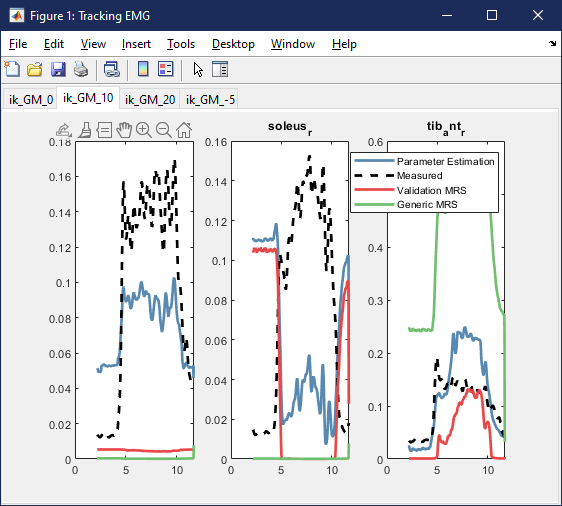 Figure 1: Tracking EMG
File Edit View Insert Tools Desktop Window Help
ik_GM_0 ik_GM_10 ik_GM_20 ik_GM_-5
0.18
0.16
0.14
0.12
0.1
0.08
0.06
0.04
0.02
0
0 5 10
soleus_r
0.16
0.14
0.12
0.1
0.08
0.06
0.04
0.02
0
0 5 10
tib_ant_r
Parameter Estimation
Measured
Validation MRS
Generic MRS
0.6
0.4
0.3
0.2
0.1
0
0 5 10